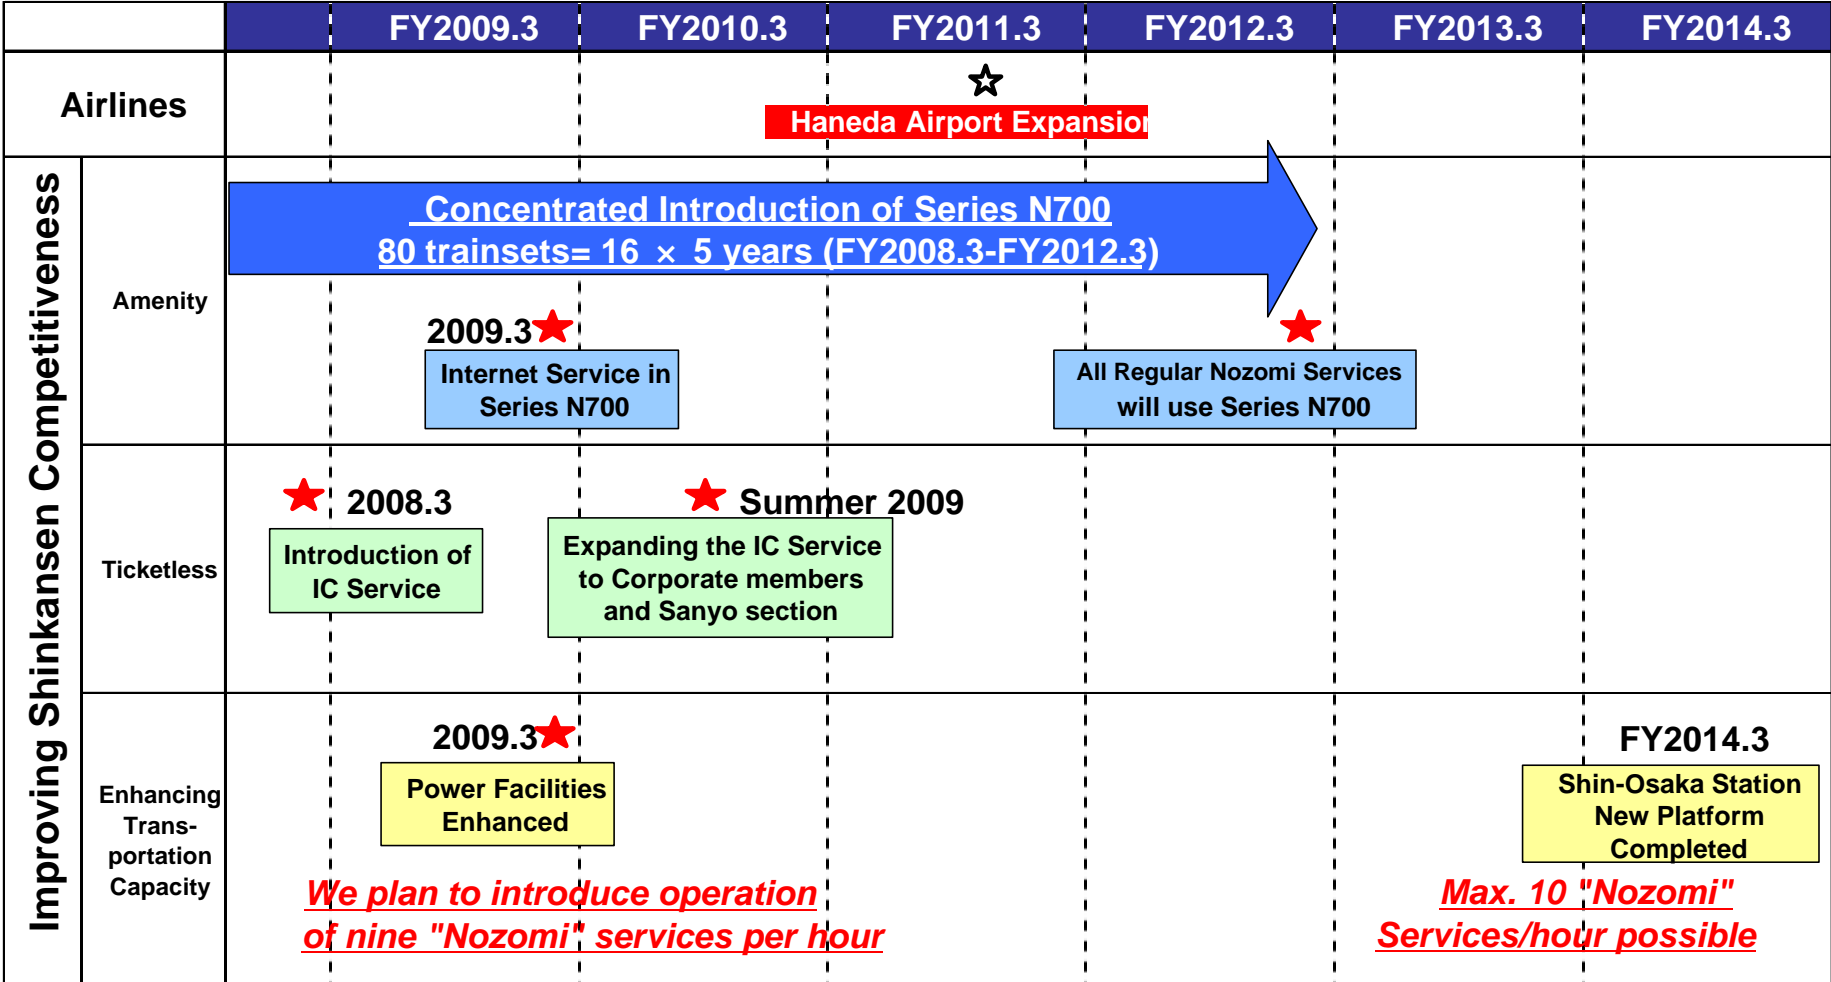 FY2009.3 FY2010.3 FY2011.3 FY2012.3 FY2013.3 FY2014.3
Airlines
Haneda Airport Expansion
Improving Shinkansen Competitiveness
Amenity
Concentrated Introduction of Series N700
80 trainsets= 16 × 5 years (FY2008.3-FY2012.3)
2009.3
Internet Service in
Series N700
All Regular Nozomi Services
will use Series N700
Ticketless
2008.3
Introduction of
IC Service
Summer 2009
Expanding the IC Service
to Corporate members
and Sanyo section
Enhancing
Trans-
portation
Capacity
2009.3
Power Facilities
Enhanced
We plan to introduce operation
of nine "Nozomi" services per hour
FY2014.3
Shin-Osaka Station
New Platform
Completed
Max. 10 "Nozomi"
Services/hour possible